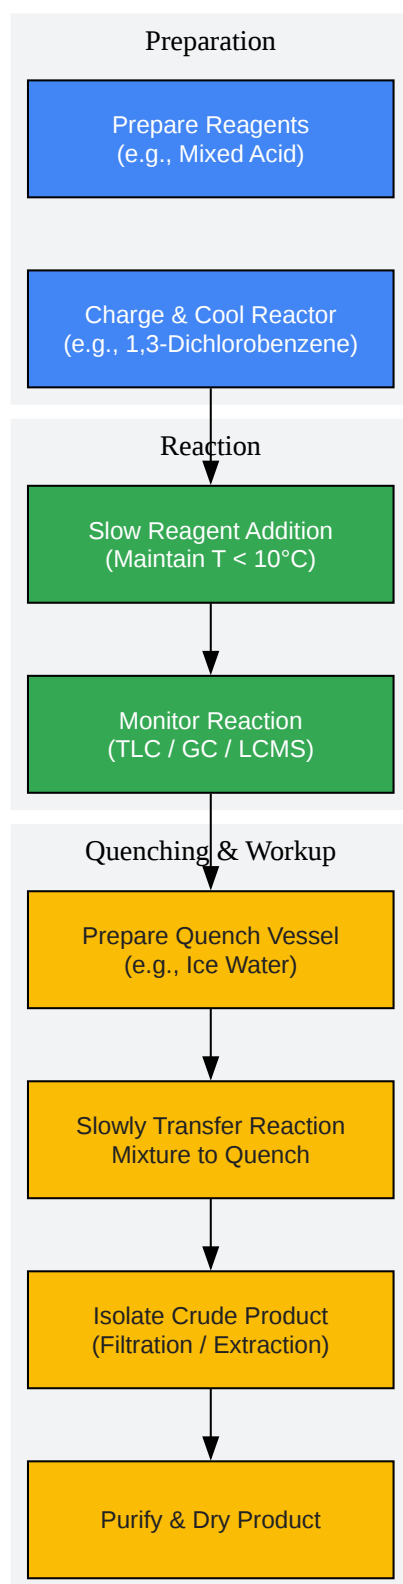 Preparation
Prepare Reagents
(e.g., Mixed Acid)
Charge & Cool Reactor
(e.g., 1,3-Dichlorobenzene)
Reaction
Slow Reagent Addition
(Maintain T < 10°C)
Monitor Reaction
(TLC / GC / LCMS)
Quenching & Workup
Prepare Quench Vessel
(e.g., Ice Water)
Slowly Transfer Reaction
Mixture to Quench
Isolate Crude Product
(Filtration / Extraction)
Purify & Dry Product